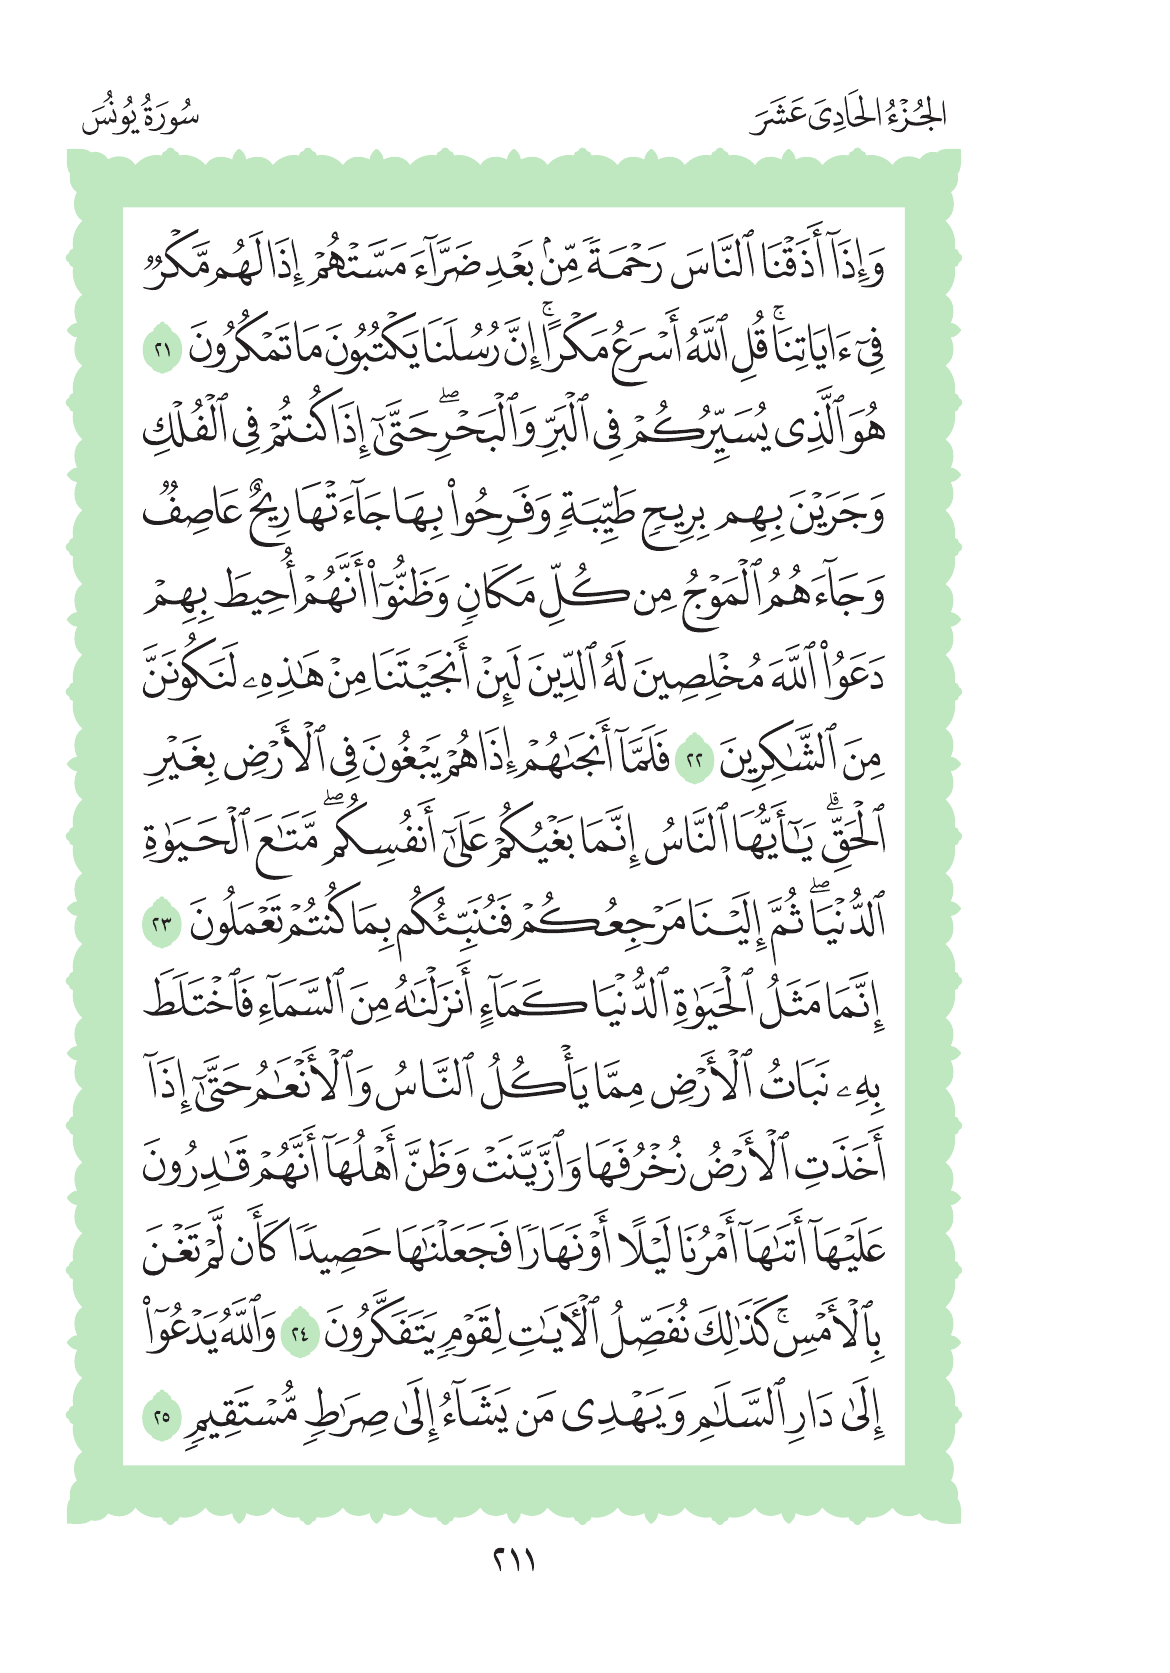 الجُزْءُ الحَادِيَ عَشَرَ
سُورَةُ يُونُسَ
وَإِذَآ أَذَقۡنَا ٱلنَّاسَ رَحۡمَةٗ مِّنۢ بَعۡدِ ضَرَّآءَ مَسَّتۡهُمۡ إِذَا لَهُم مَّكۡرٞ
فِيٓ ءَايَاتِنَاۚ قُلِ ٱللَّهُ أَسۡرَعُ مَكۡرًاۚ إِنَّ رُسُلَنَا يَكۡتُبُونَ مَا تَمۡكُرُونَ ٢١
هُوَ ٱلَّذِي يُسَيِّرُكُمۡ فِي ٱلۡبَرِّ وَٱلۡبَحۡرِۖ حَتَّىٰٓ إِذَا كُنتُمۡ فِي ٱلۡفُلۡكِ
وَجَرَيۡنَ بِهِم بِرِيحٖ طَيِّبَةٖ وَفَرِحُواْ بِهَا جَآءَتۡهَا رِيحٌ عَاصِفٞ
وَجَآءَهُمُ ٱلۡمَوۡجُ مِن كُلِّ مَكَانٖ وَظَنُّوٓاْ أَنَّهُمۡ أُحِيطَ بِهِمۡ
دَعَوُاْ ٱللَّهَ مُخۡلِصِينَ لَهُ ٱلدِّينَ لَئِنۡ أَنجَيۡتَنَا مِنۡ هَٰذِهِۦ لَنَكُونَنَّ
مِنَ ٱلشَّٰكِرِينَ ٢٢ فَلَمَّآ أَنجَىٰهُمۡ إِذَا هُمۡ يَبۡغُونَ فِي ٱلۡأَرۡضِ بِغَيۡرِ
ٱلۡحَقِّۗ يَٰٓأَيُّهَا ٱلنَّاسُ إِنَّمَا بَغۡيُكُمۡ عَلَىٰٓ أَنفُسِكُمۖ مَّتَٰعَ ٱلۡحَيَوٰةِ
ٱلدُّنۡيَاۖ ثُمَّ إِلَيۡنَا مَرۡجِعُكُمۡ فَنُنَبِّئُكُم بِمَا كُنتُمۡ تَعۡمَلُونَ ٢٣
إِنَّمَا مَثَلُ ٱلۡحَيَوٰةِ ٱلدُّنۡيَا كَمَآءٍ أَنزَلۡنَٰهُ مِنَ ٱلسَّمَآءِ فَٱخۡتَلَطَ
بِهِۦ نَبَاتُ ٱلۡأَرۡضِ مِمَّا يَأۡكُلُ ٱلنَّاسُ وَٱلۡأَنۡعَٰمُ حَتَّىٰٓ إِذَآ
أَخَذَتِ ٱلۡأَرۡضُ زُخۡرُفَهَا وَٱزَّيَّنَتۡ وَظَنَّ أَهۡلُهَآ أَنَّهُمۡ قَٰدِرُونَ
عَلَيۡهَآ أَتَىٰهَآ أَمۡرُنَا لَيۡلًا أَوۡ نَهَارٗا فَجَعَلۡنَٰهَا حَصِيدٗا كَأَن لَّمۡ تَغۡنَ
بِٱلۡأَمۡسِۚ كَذَٰلِكَ نُفَصِّلُ ٱلۡأٓيَٰتِ لِقَوۡمٖ يَتَفَكَّرُونَ ٢٤ وَٱللَّهُ يَدۡعُوٓاْ
إِلَىٰ دَارِ ٱلسَّلَٰمِ وَيَهۡدِي مَن يَشَآءُ إِلَىٰ صِرَٰطٖ مُّسۡتَقِيمٖ ٢٥
٢١١